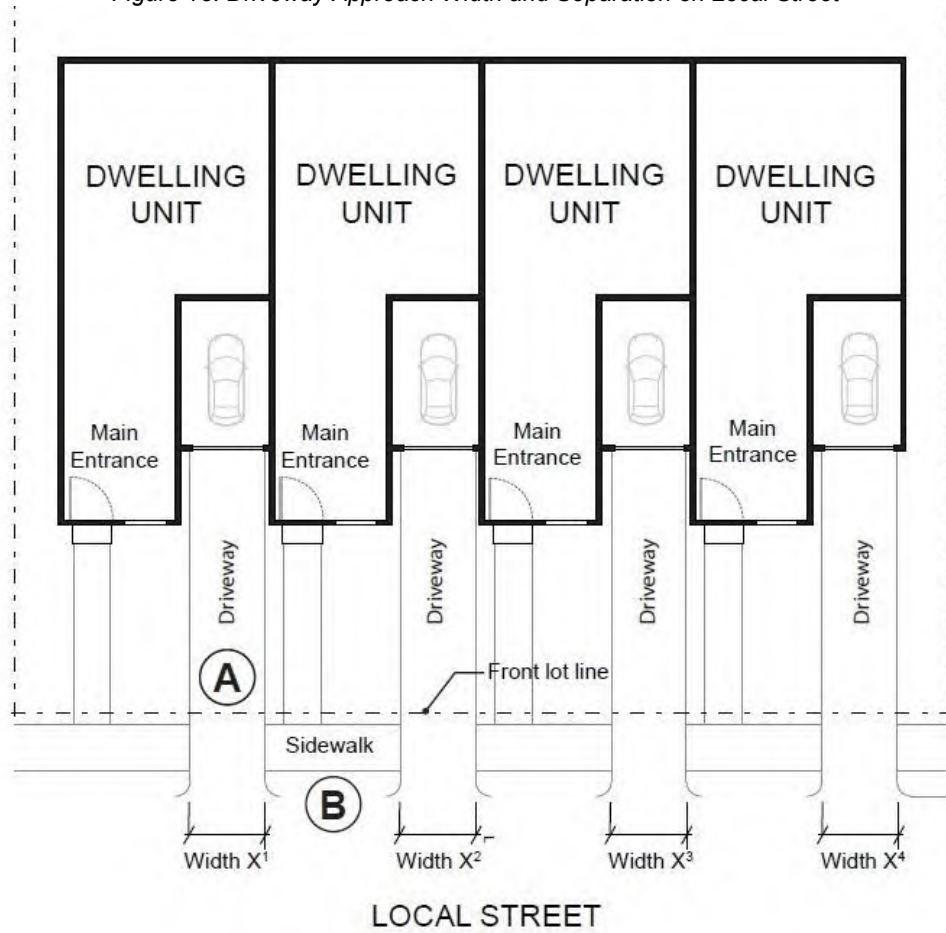 Figure 18. Driveway Approach Width and Separation on Local Street
DWELLING
UNIT
DWELLING
UNIT
DWELLING
UNIT
DWELLING
UNIT
Main
Entrance
Main
Entrance
Main
Entrance
Main
Entrance
Driveway
Driveway
Driveway
Driveway
A
Front lot line
Sidewalk
B
Width X¹
Width X²
Width X³
Width X⁴
LOCAL STREET